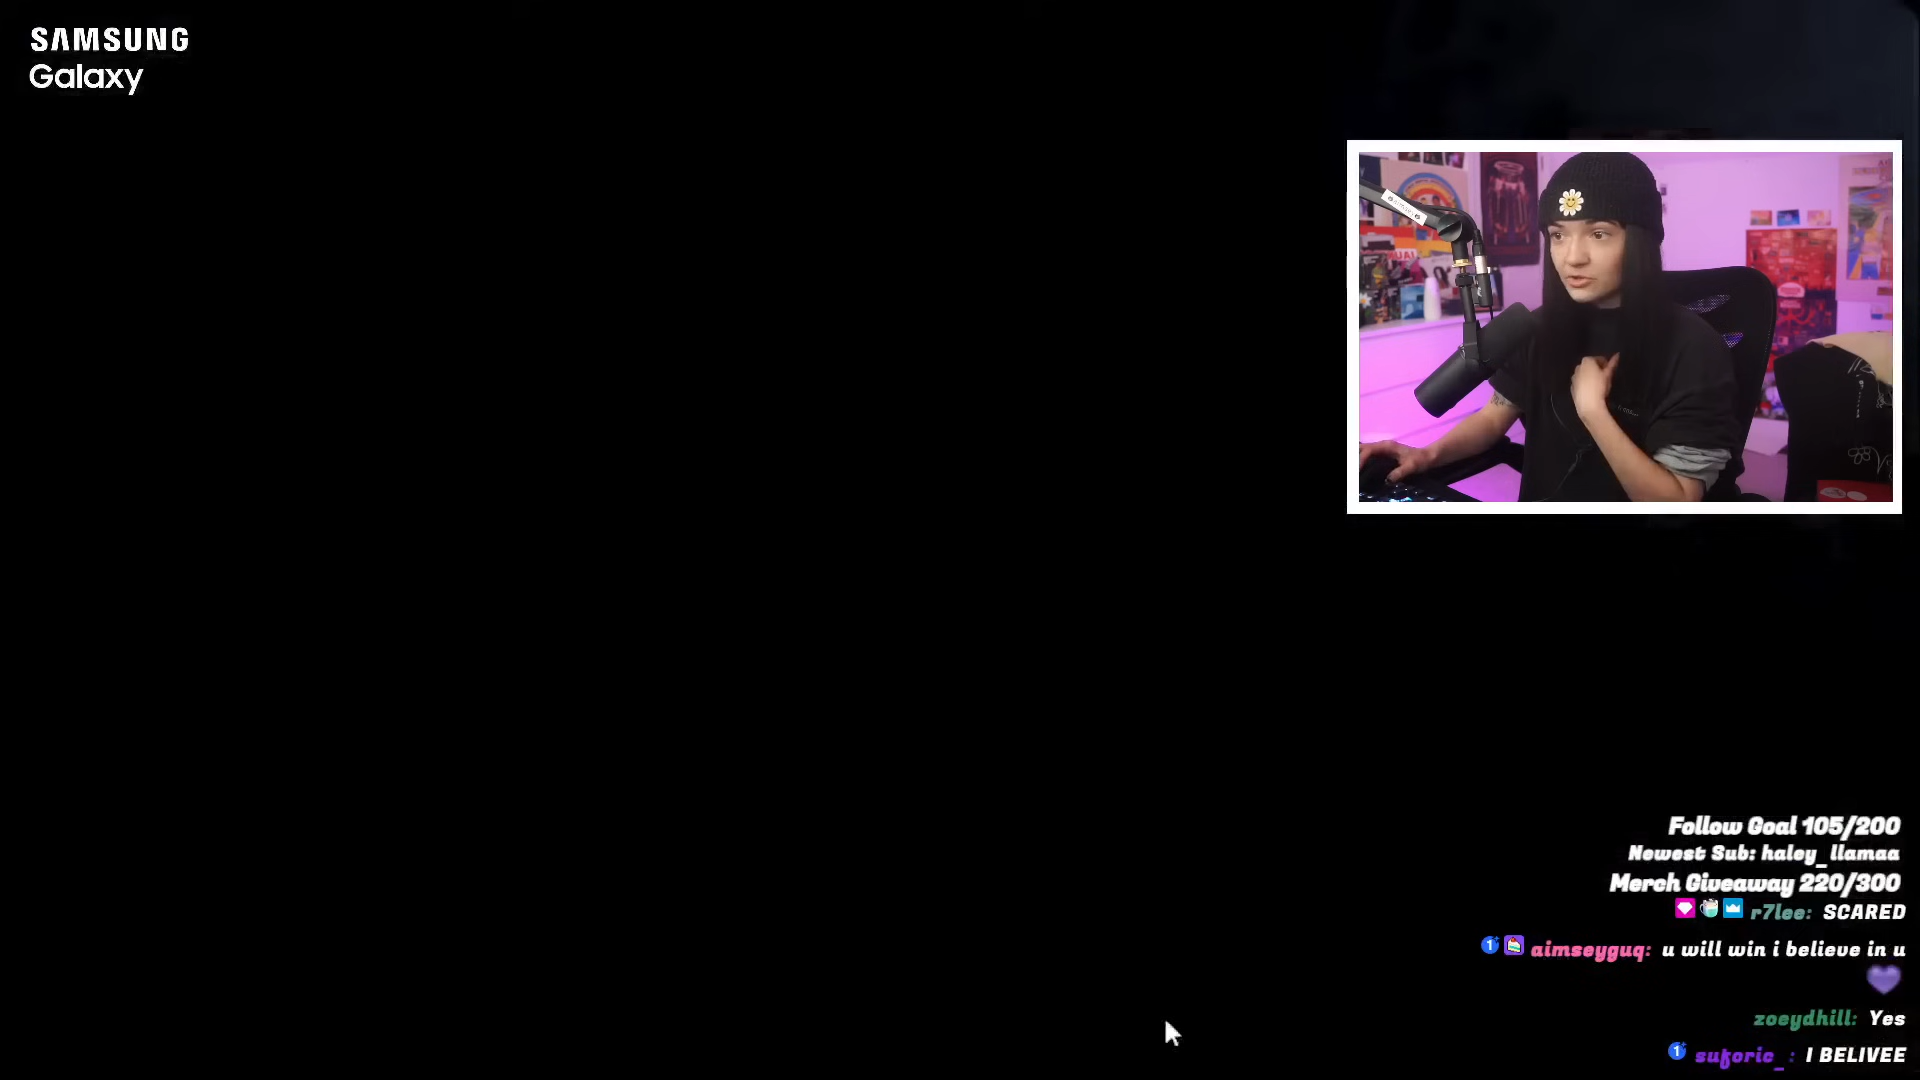 SAMSUNG
Galaxy
Follow Goal 105/200
Newest Sub: haley_llamaa
Merch Giveaway 220/300
r7lee: SCARED
aimseyguq: u will win i believe in u
zoeydhill: Yes
suforic_: I BELIVEE